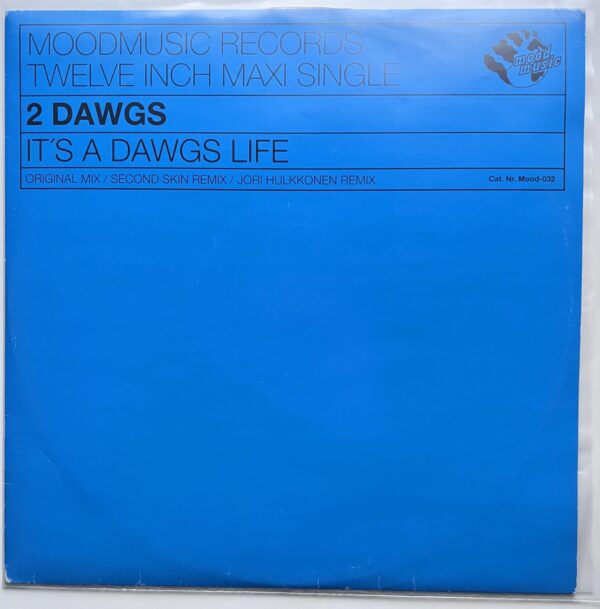 MOODMUSIC RECORDS
TWELVE INCH MAXI SINGLE
mood
music
2 DAWGS
IT´S A DAWGS LIFE
ORIGINAL MIX / SECOND SKIN REMIX / JORI HULKKONEN REMIX
Cat. Nr. Mood-032